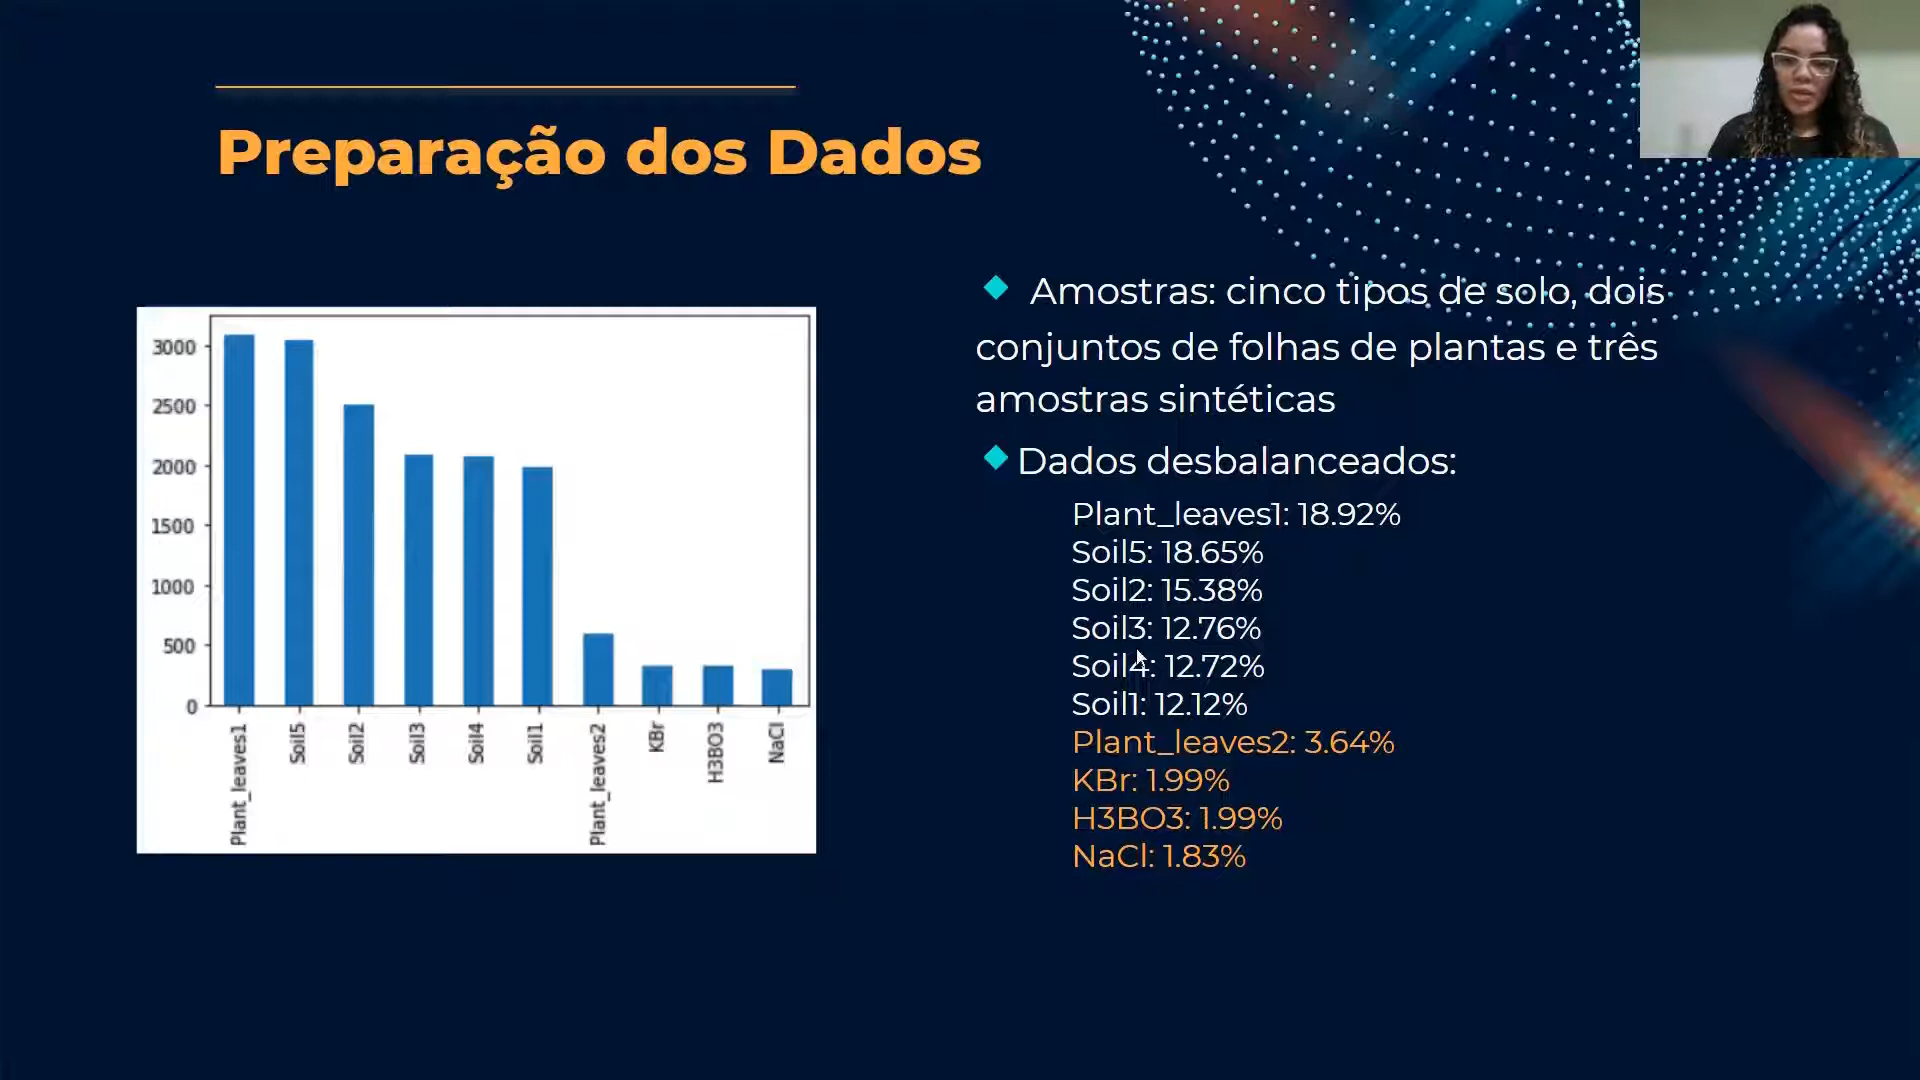 Preparação dos Dados
Amostras: cinco tipos de solo, dois
conjuntos de folhas de plantas e três
amostras sintéticas
Dados desbalanceados:
Plant_leaves1: 18.92%
Soil5: 18.65%
Soil2: 15.38%
Soil3: 12.76%
Soil4: 12.72%
Soil1: 12.12%
Plant_leaves2: 3.64%
KBr: 1.99%
H3BO3: 1.99%
NaCl: 1.83%
3000
2500
2000
1500
1000
500
0
Plant_leaves1
Soil5
Soil2
Soil3
Soil4
Soil1
Plant_leaves2
KBr
H3BO3
NaCl